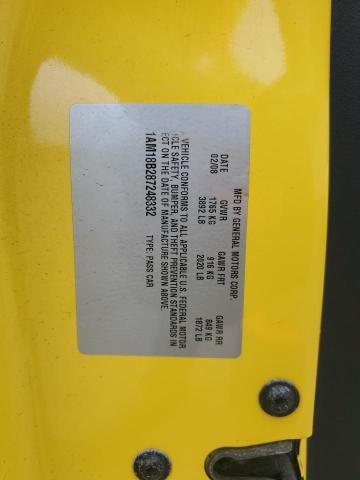 MFD BY GENERAL MOTORS CORP.
DATE GVWR GAWR FRT GAWR RR
02/08 1765 KG 916 KG 849 KG
3892 LB 2020 LB 1872 LB
VEHICLE CONFORMS TO ALL APPLICABLE U.S. FEDERAL MOTOR
CLE SAFETY, BUMPER, AND THEFT PREVENTION STANDARDS IN
ECT ON THE DATE OF MANUFACTURE SHOWN ABOVE.
1AM18B287248332 TYPE: PASS CAR